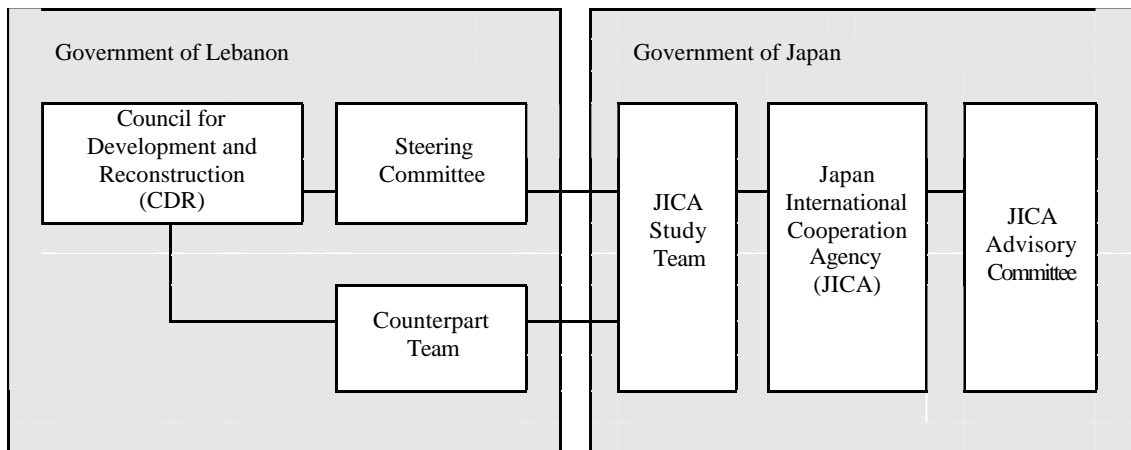 Government of Lebanon
Council for
Development and
Reconstruction
(CDR)
Steering
Committee
Counterpart
Team
Government of Japan
JICA
Study
Team
Japan
International
Cooperation
Agency
(JICA)
JICA
Advisory
Committee